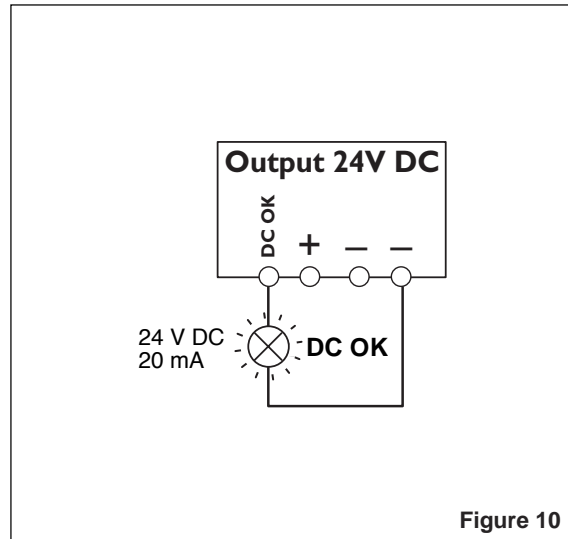 Output 24V DC
DC OK
+ – –
24 V DC
20 mA
DC OK
Figure 10